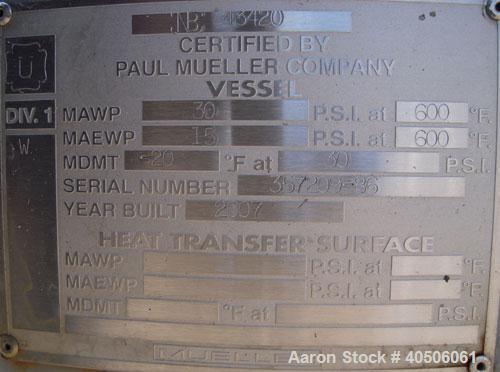 NB 43420
CERTIFIED BY
PAUL MUELLER COMPANY
VESSEL
U
DIV. 1
W
MAWP 30 P.S.I. at 600 °F.
MAEWP 15 P.S.I. at 600 °F.
MDMT -20 °F at 30 P.S.I.
SERIAL NUMBER
YEAR BUILT 2007
HEAT TRANSFER SURFACE
MAWP P.S.I. at °F.
MAEWP P.S.I. at °F.
MDMT °F at P.S.I.
MUELLER
Aaron Stock # 40506061